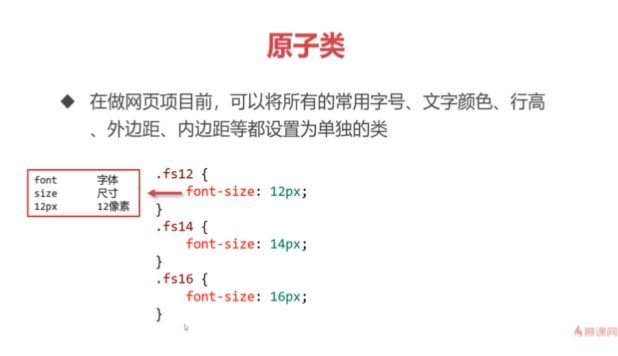 原子类
◆ 在做网页项目前，可以将所有的常用字号、文字颜色、行高
、外边距、内边距等都设置为单独的类
font 字体
size 尺寸
12px 12像素
.fs12 {
font-size: 12px;
}
.fs14 {
font-size: 14px;
}
.fs16 {
font-size: 16px;
}
慕课网